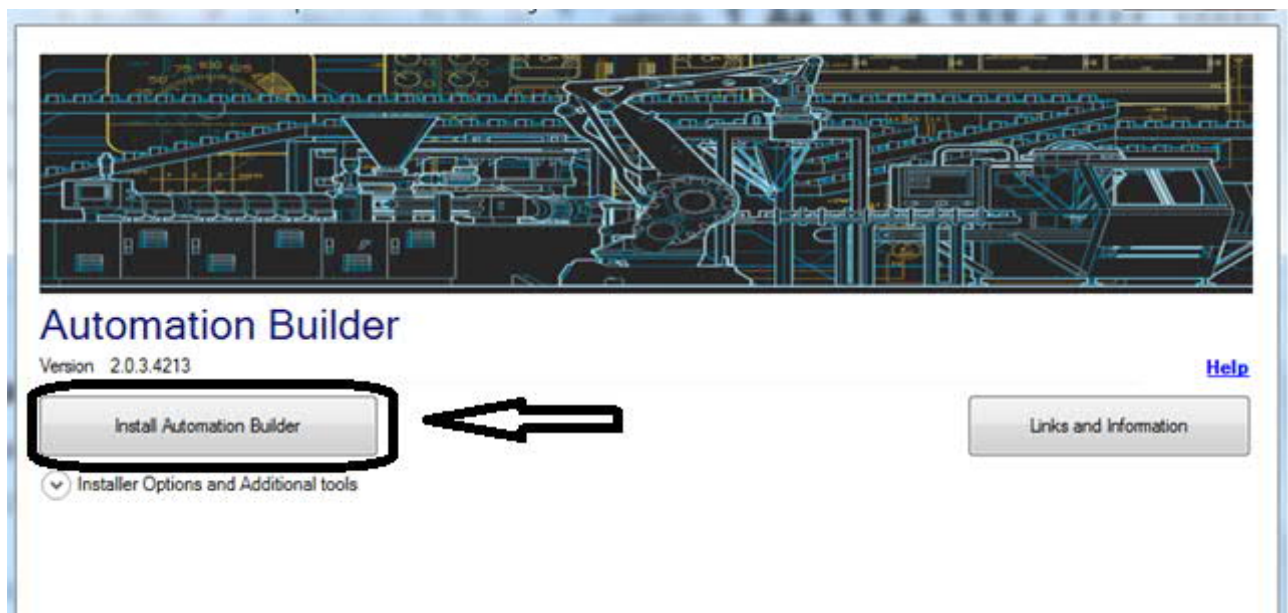 Automation Builder
Version 2.0.3.4213
Help
Install Automation Builder
Links and Information
Installer Options and Additional tools